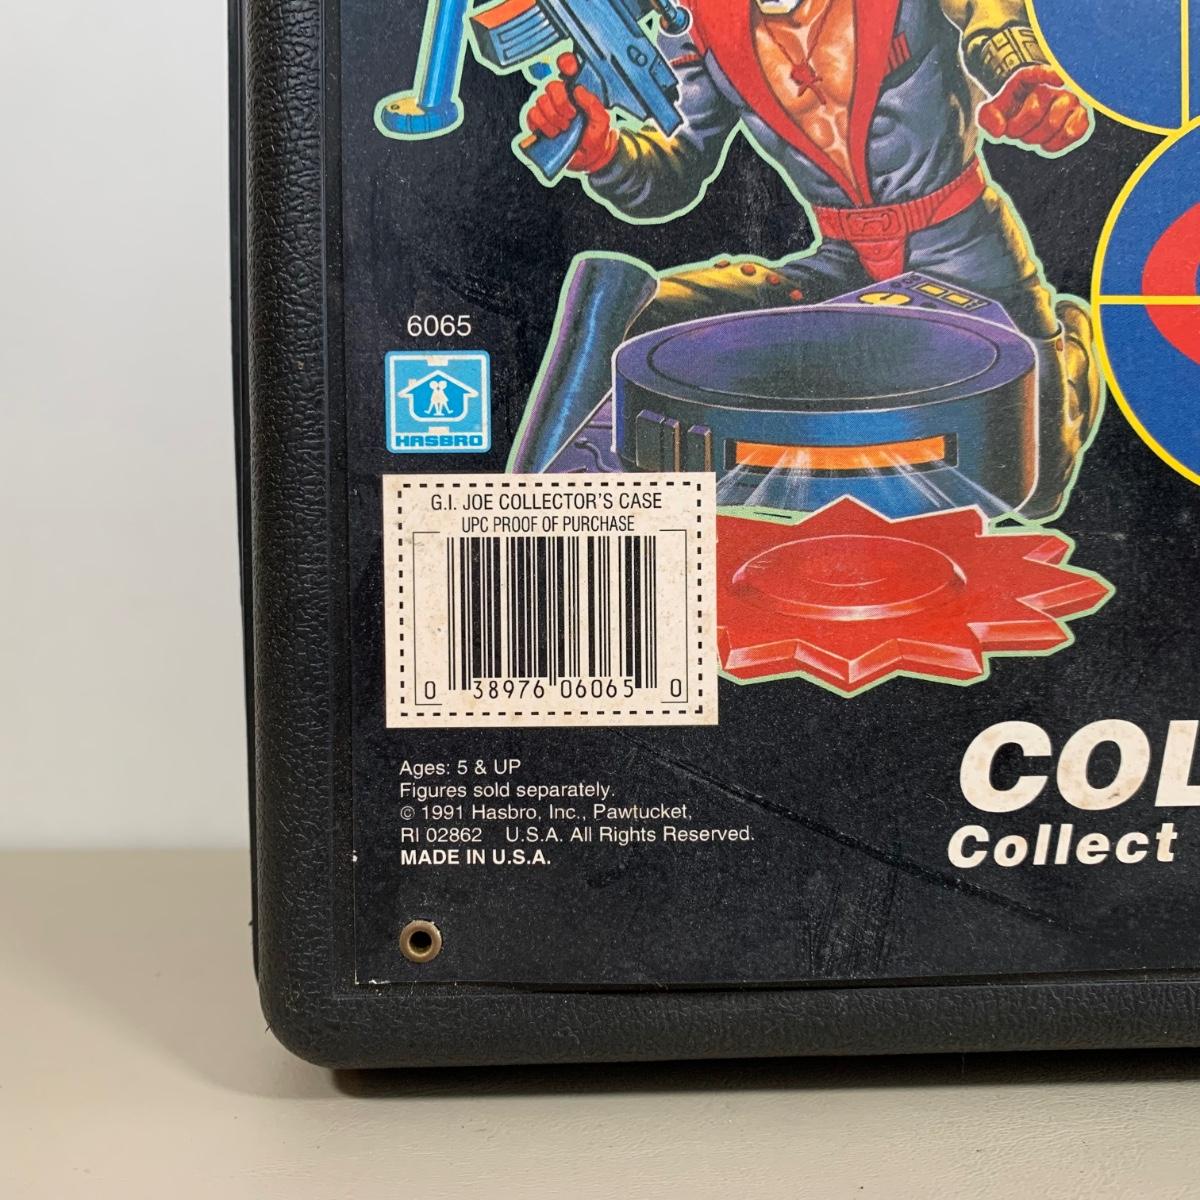 6065
HASBRO
G.I. JOE COLLECTOR'S CASE
UPC PROOF OF PURCHASE
0 38976 06065 0
Ages: 5 & UP
Figures sold separately.
© 1991 Hasbro, Inc., Pawtucket,
RI 02862 U.S.A. All Rights Reserved.
MADE IN U.S.A.
COL
Collect